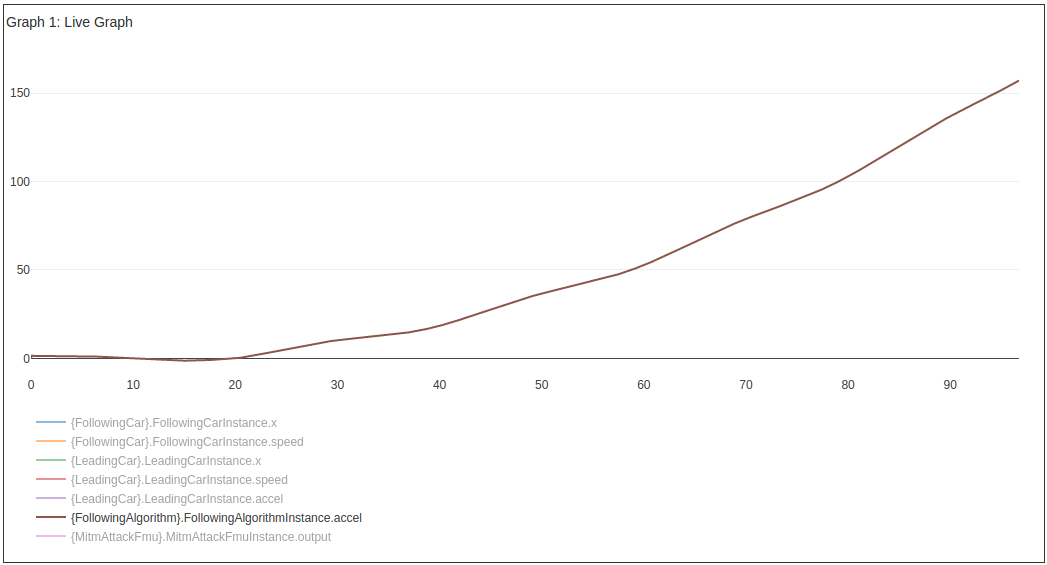 Graph 1: Live Graph
150
100
50
0
0 10 20 30 40 50 60 70 80 90
{FollowingCar}.FollowingCarInstance.x
{FollowingCar}.FollowingCarInstance.speed
{LeadingCar}.LeadingCarInstance.x
{LeadingCar}.LeadingCarInstance.speed
{LeadingCar}.LeadingCarInstance.accel
{FollowingAlgorithm}.FollowingAlgorithmInstance.accel
{MitmAttackFmu}.MitmAttackFmuInstance.output